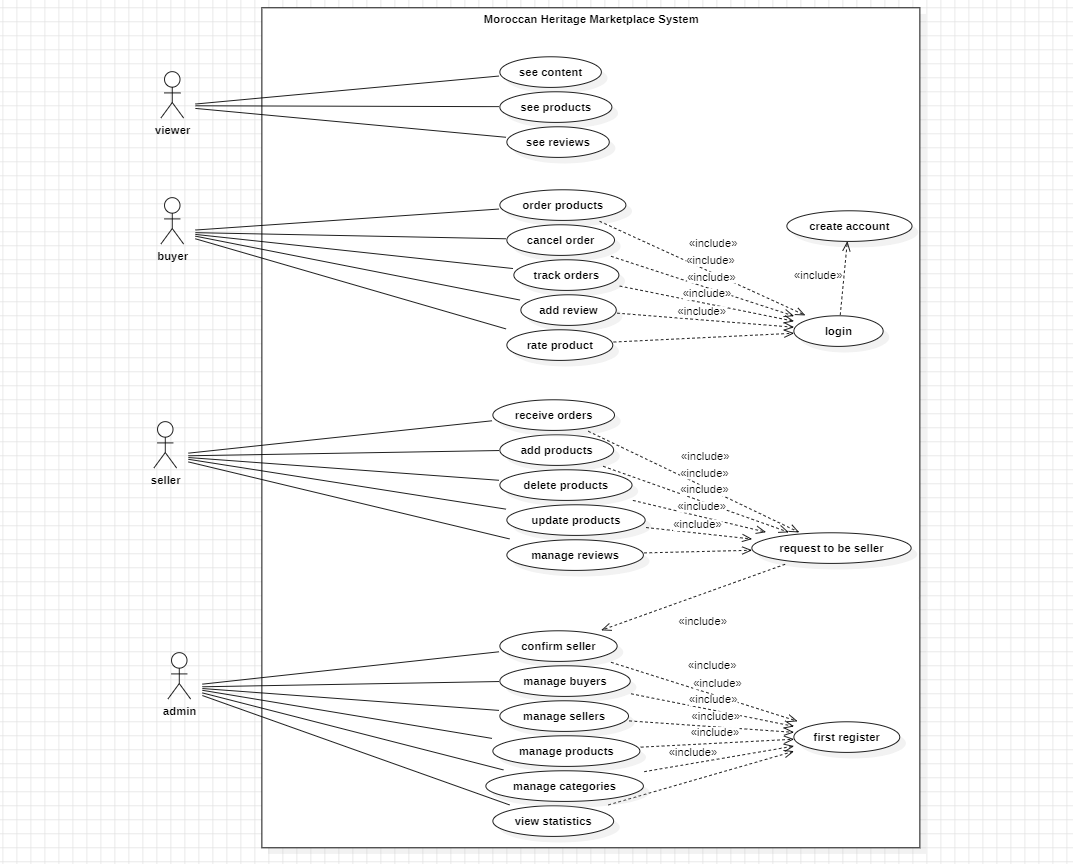 Moroccan Heritage Marketplace System
see content
see products
viewer
see reviews
order products
create account
buyer
cancel order
«include»
«include»
track orders
«include»
«include»
«include»
add review
«include»
login
rate product
receive orders
add products
«include»
seller
«include»
delete products
«include»
«include»
update products
«include»
request to be seller
manage reviews
«include»
confirm seller
«include»
manage buyers
«include»
«include»
admin
manage sellers
«include»
«include»
first register
manage products
«include»
manage categories
view statistics